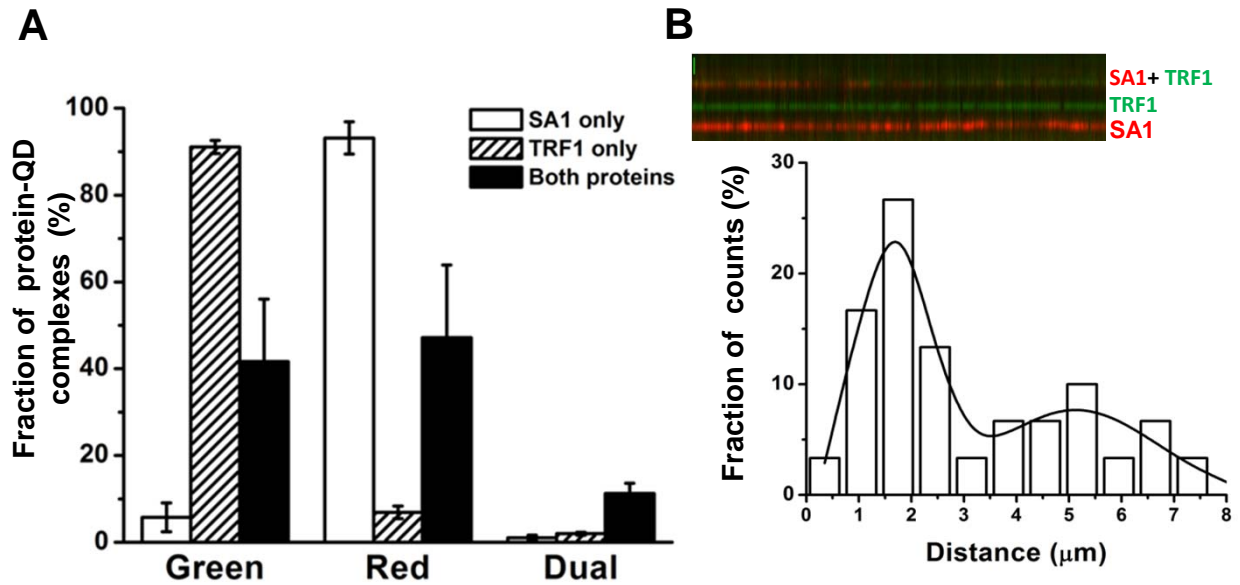 A
Fraction of protein-QD
complexes (%)
100
80
60
40
20
0
SA1 only
TRF1 only
Both proteins
Green Red Dual
B
SA1+ TRF1
TRF1
SA1
Fraction of counts (%)
30
20
10
0
0 1 2 3 4 5 6 7 8
Distance (μm)